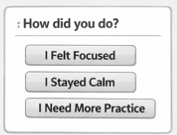 : How did you do?
I Felt Focused
I Stayed Calm
I Need More Practice